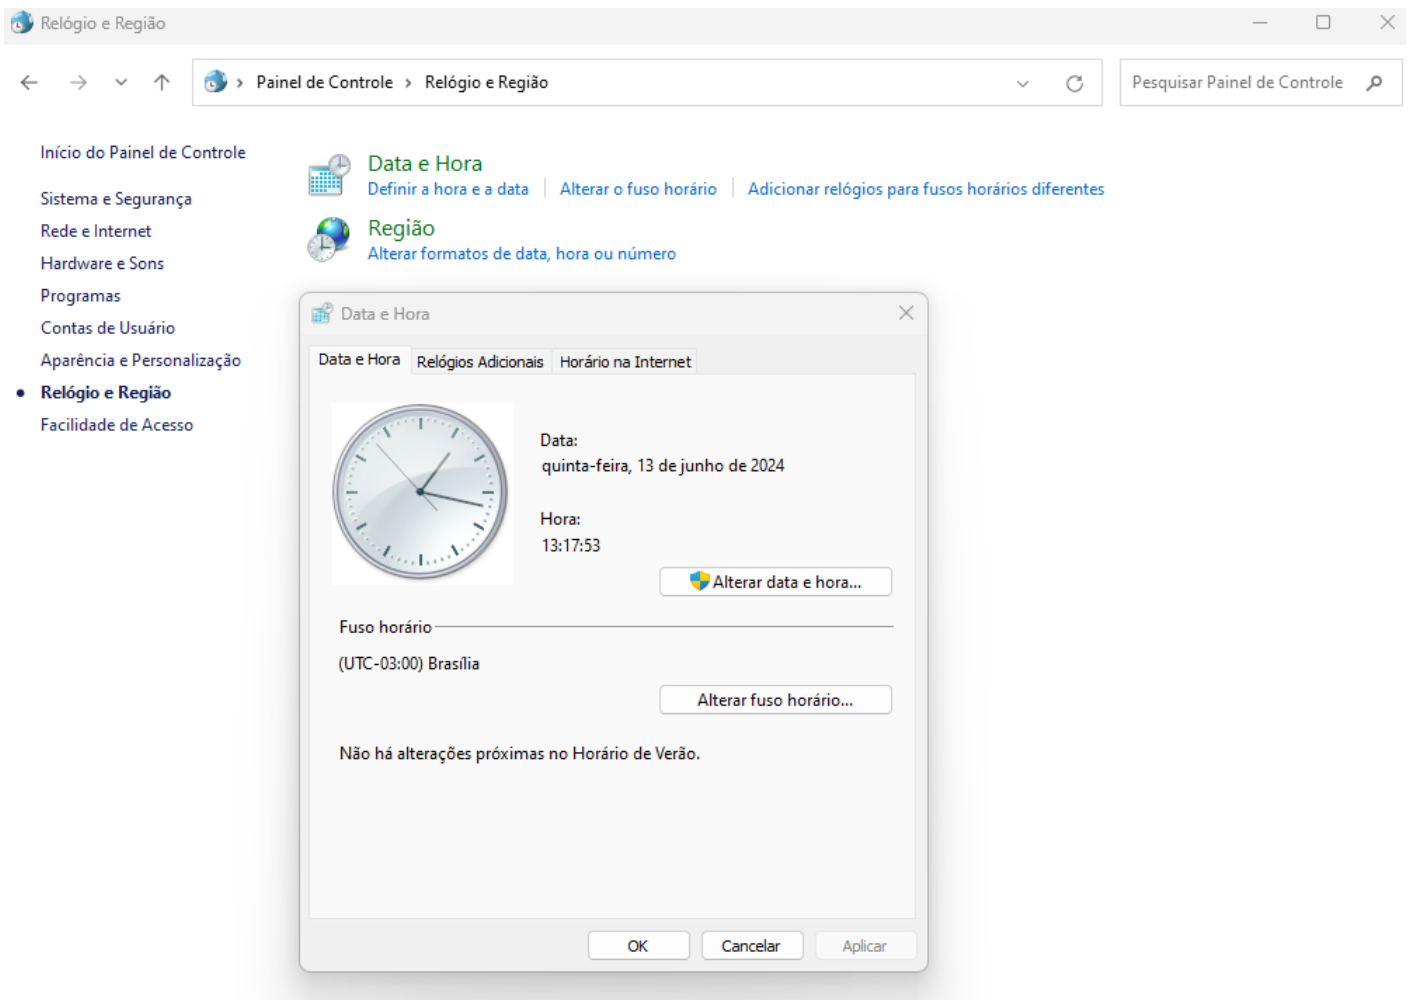 Relógio e Região
Painel de Controle › Relógio e Região
Pesquisar Painel de Controle
Início do Painel de Controle
Sistema e Segurança
Rede e Internet
Hardware e Sons
Programas
Contas de Usuário
Aparência e Personalização
Relógio e Região
Facilidade de Acesso
Data e Hora
Definir a hora e a data | Alterar o fuso horário | Adicionar relógios para fusos horários diferentes
Região
Alterar formatos de data, hora ou número
Data e Hora
Data e Hora Relógios Adicionais Horário na Internet
Data:
quinta-feira, 13 de junho de 2024
Hora:
13:17:53
Alterar data e hora...
Fuso horário
(UTC-03:00) Brasília
Alterar fuso horário...
Não há alterações próximas no Horário de Verão.
OK Cancelar Aplicar